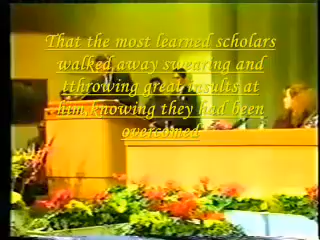 That the most learned scholars
walked away swearing and
tthrowing great insults at
him,knowing they had been
overcomed